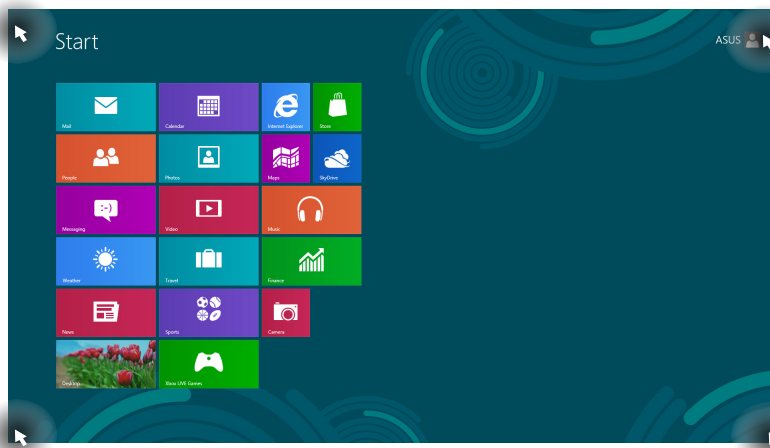 Start
ASUS
Mail
Calendar
Internet Explorer
Store
People
Photos
Maps
SkyDrive
:-)
Messaging
Video
Music
Weather
Travel
Finance
News
Sports
Camera
Desktop
Xbox LIVE Games